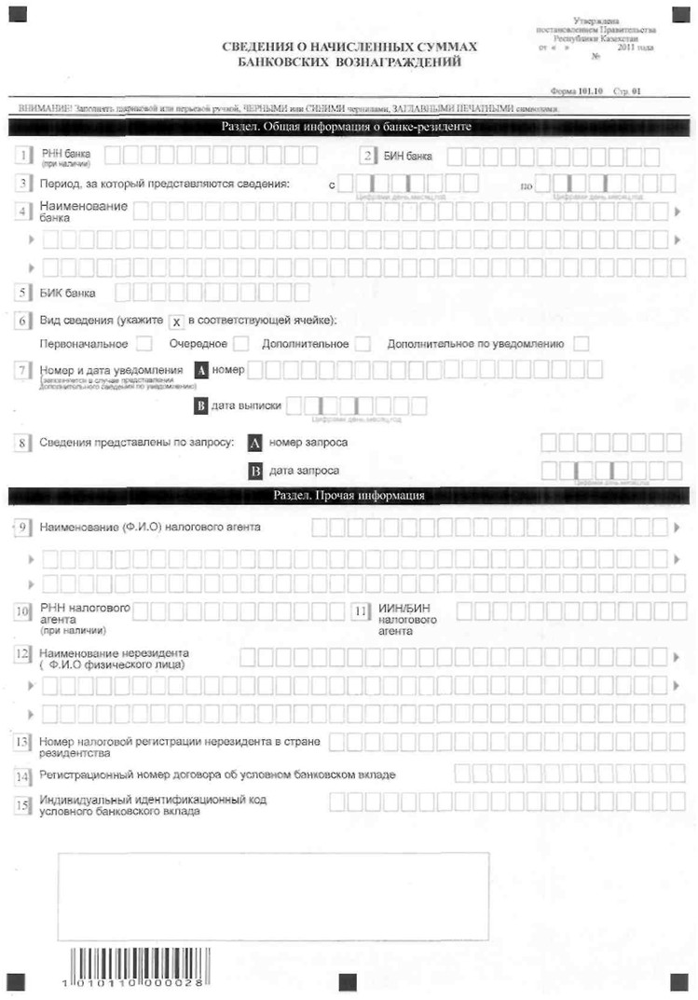 Утверждена
постановлением Правительства
Республики Казахстан
от « » 2011 года
№
СВЕДЕНИЯ О НАЧИСЛЕННЫХ СУММАХ
БАНКОВСКИХ ВОЗНАГРАЖДЕНИЙ
Форма 101.10 Стр. 01
ВНИМАНИЕ! Заполнять шариковой или перьевой ручкой, ЧЕРНЫМИ или СИНИМИ чернилами, ЗАГЛАВНЫМИ ПЕЧАТНЫМИ символами.
Раздел. Общая информация о банке-резиденте
1 РНН банка 2 БИН банка
(при наличии)
3 Период, за который представляются сведения: с по
Цифрами день, месяц, год Цифрами день, месяц, год
4 Наименование
банка
5 БИК банка
6 Вид сведения (укажите X в соответствующей ячейке):
Первоначальное Очередное Дополнительное Дополнительное по уведомлению
7 Номер и дата уведомления A номер
(заполняется в случае представления
Дополнительного сведения по уведомлению)
B дата выписки
Цифрами день, месяц, год
8 Сведения представлены по запросу: A номер запроса
B дата запроса
Цифрами день, месяц, год
Раздел. Прочая информация
9 Наименование (Ф.И.О) налогового агента
10 РНН налогового 11 ИИН/БИН
агента налогового
(при наличии) агента
12 Наименование нерезидента
( Ф.И.О физического лица)
13 Номер налоговой регистрации нерезидента в стране
резидентства
14 Регистрационный номер договора об условном банковском вкладе
15 Индивидуальный идентификационный код
условного банковского вклада
1010110000028